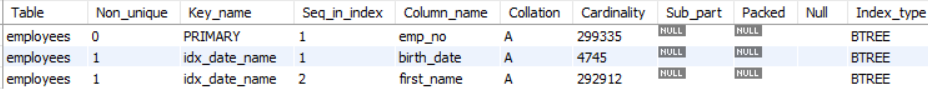 Table Non_unique Key_name Seq_in_index Column_name Collation Cardinality Sub_part Packed Null Index_type
employees 0 PRIMARY 1 emp_no A 299335 NULL NULL BTREE
employees 1 idx_date_name 1 birth_date A 4745 NULL NULL BTREE
employees 1 idx_date_name 2 first_name A 292912 NULL NULL BTREE